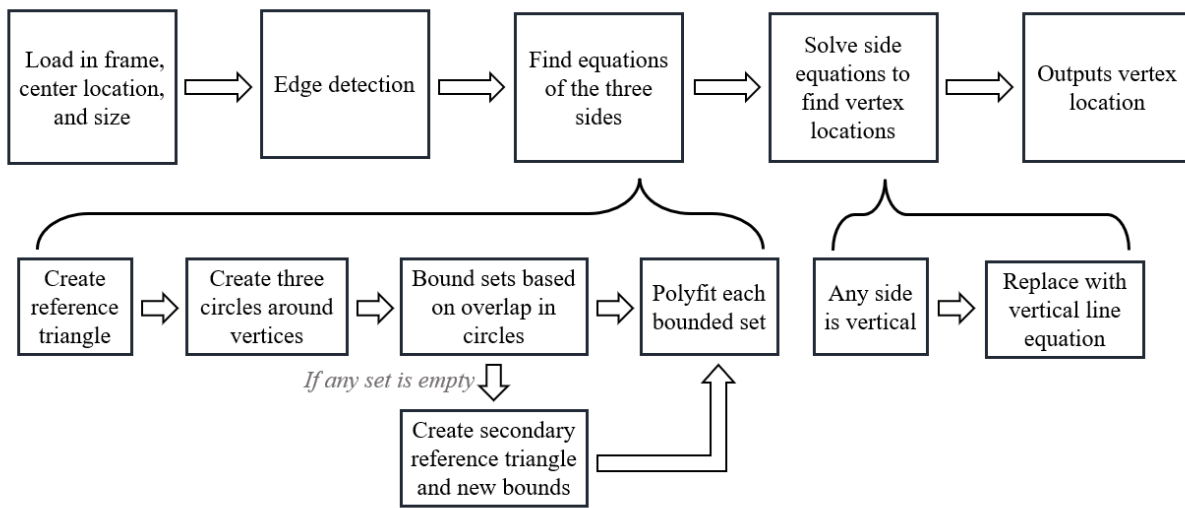 Load in frame,
center location,
and size
Edge detection
Find equations
of the three
sides
Solve side
equations to
find vertex
locations
Outputs vertex
location
Create
reference
triangle
Create three
circles around
vertices
Bound sets based
on overlap in
circles
Polyfit each
bounded set
Any side
is vertical
Replace with
vertical line
equation
If any set is empty
Create secondary
reference triangle
and new bounds